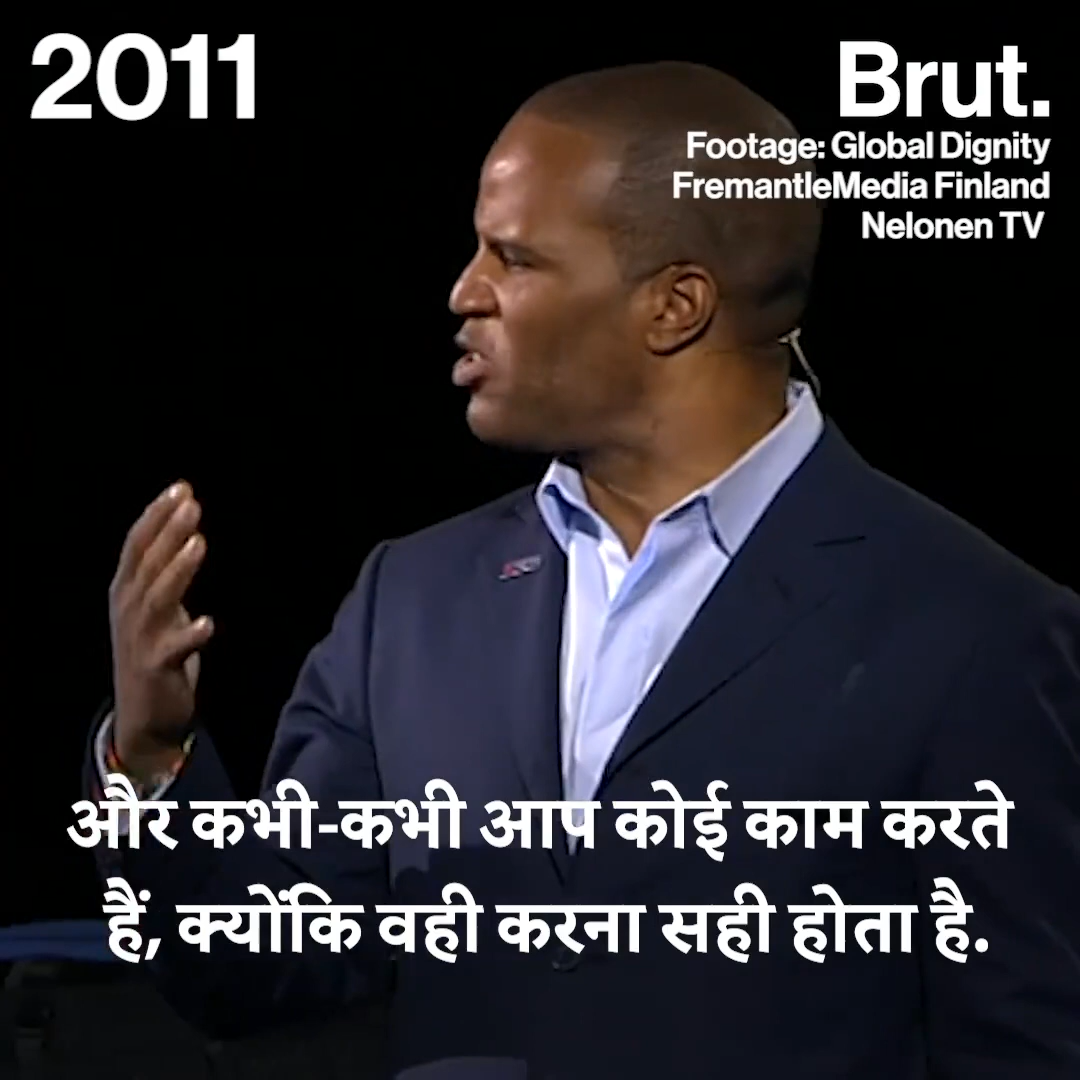 2011
Brut.
Footage: Global Dignity
FremantleMedia Finland
Nelonen TV
और कभी-कभी आप कोई काम करते
हैं, क्योंकि वही करना सही होता है.